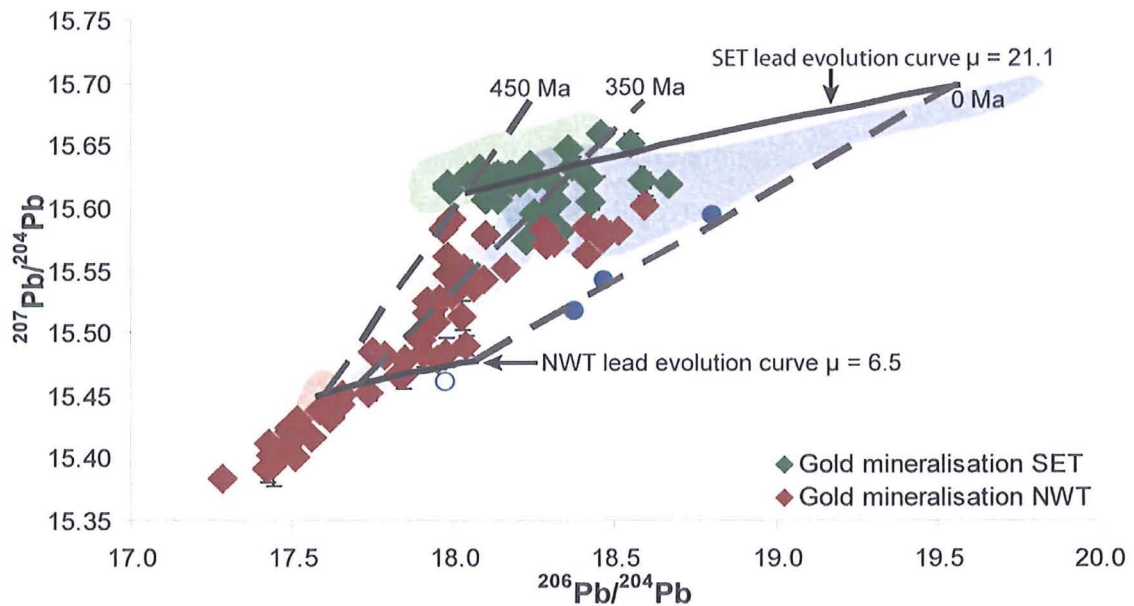 15.75
15.70
15.65
15.60
15.55
15.50
15.45
15.40
15.35
²⁰⁷Pb/²⁰⁴Pb
SET lead evolution curve μ = 21.1
450 Ma
350 Ma
0 Ma
NWT lead evolution curve μ = 6.5
Gold mineralisation SET
Gold mineralisation NWT
17.0 17.5 18.0 18.5 19.0 19.5 20.0
²⁰⁶Pb/²⁰⁴Pb